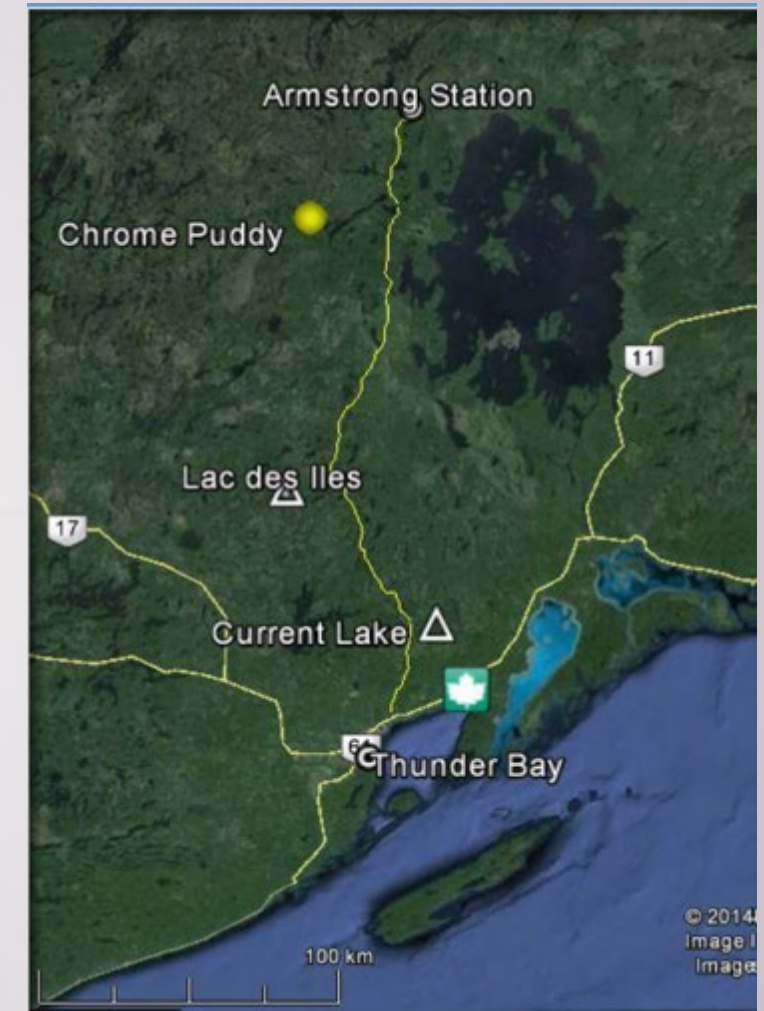 Armstrong Station
Chrome Puddy
11
Lac des Iles
17
Current Lake
Thunder Bay
100 km
© 2014
Image
Image